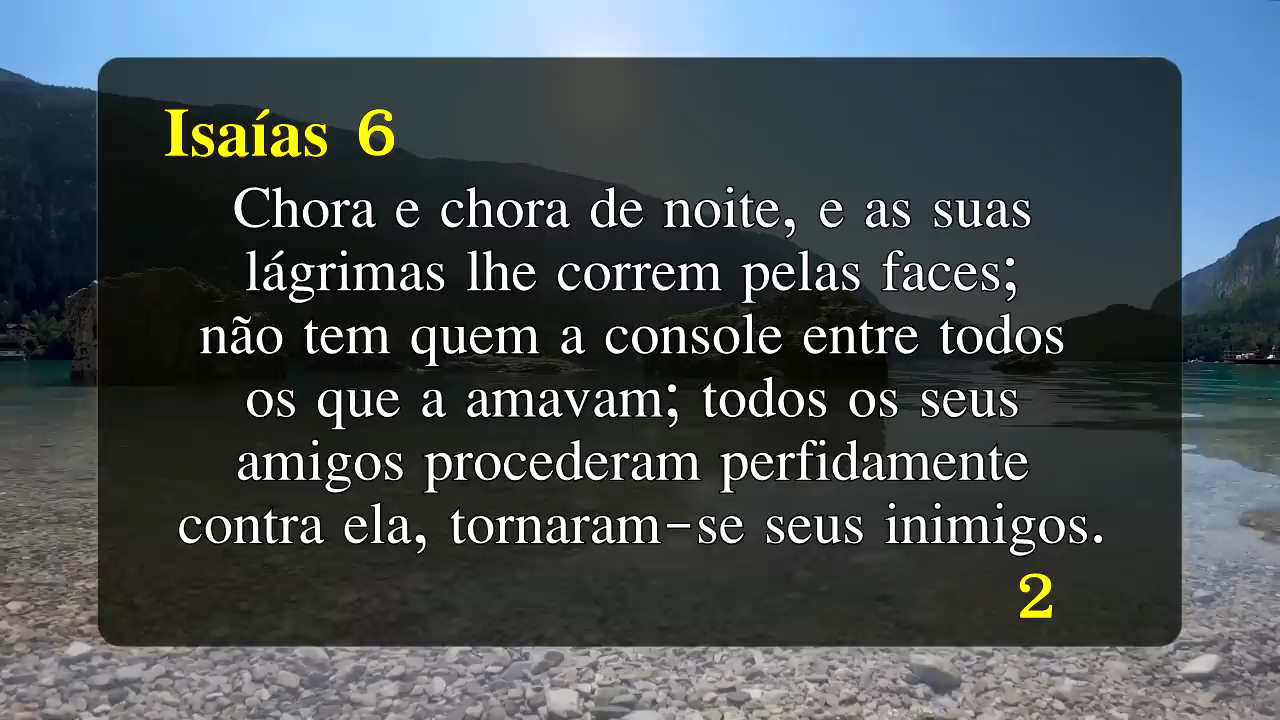 Isaías 6
Chora e chora de noite, e as suas
lágrimas lhe correm pelas faces;
não tem quem a console entre todos
os que a amavam; todos os seus
amigos procederam perfidamente
contra ela, tornaram-se seus inimigos.
2